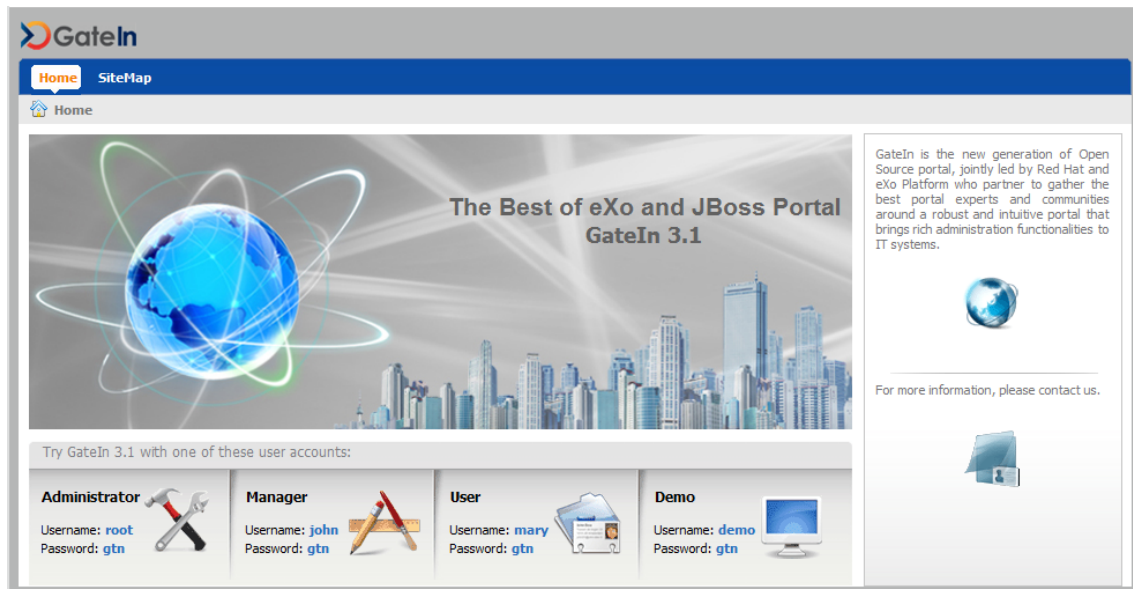 GateIn
Home SiteMap
Home
The Best of eXo and JBoss Portal
GateIn 3.1
GateIn is the new generation of Open
Source portal, jointly led by Red Hat and
eXo Platform who partner to gather the
best portal experts and communities
around a robust and intuitive portal that
brings rich administration functionalities to
IT systems.
For more information, please contact us.
Try GateIn 3.1 with one of these user accounts:
Administrator
Username: root
Password: gtn
Manager
Username: john
Password: gtn
User
Username: mary
Password: gtn
Demo
Username: demo
Password: gtn